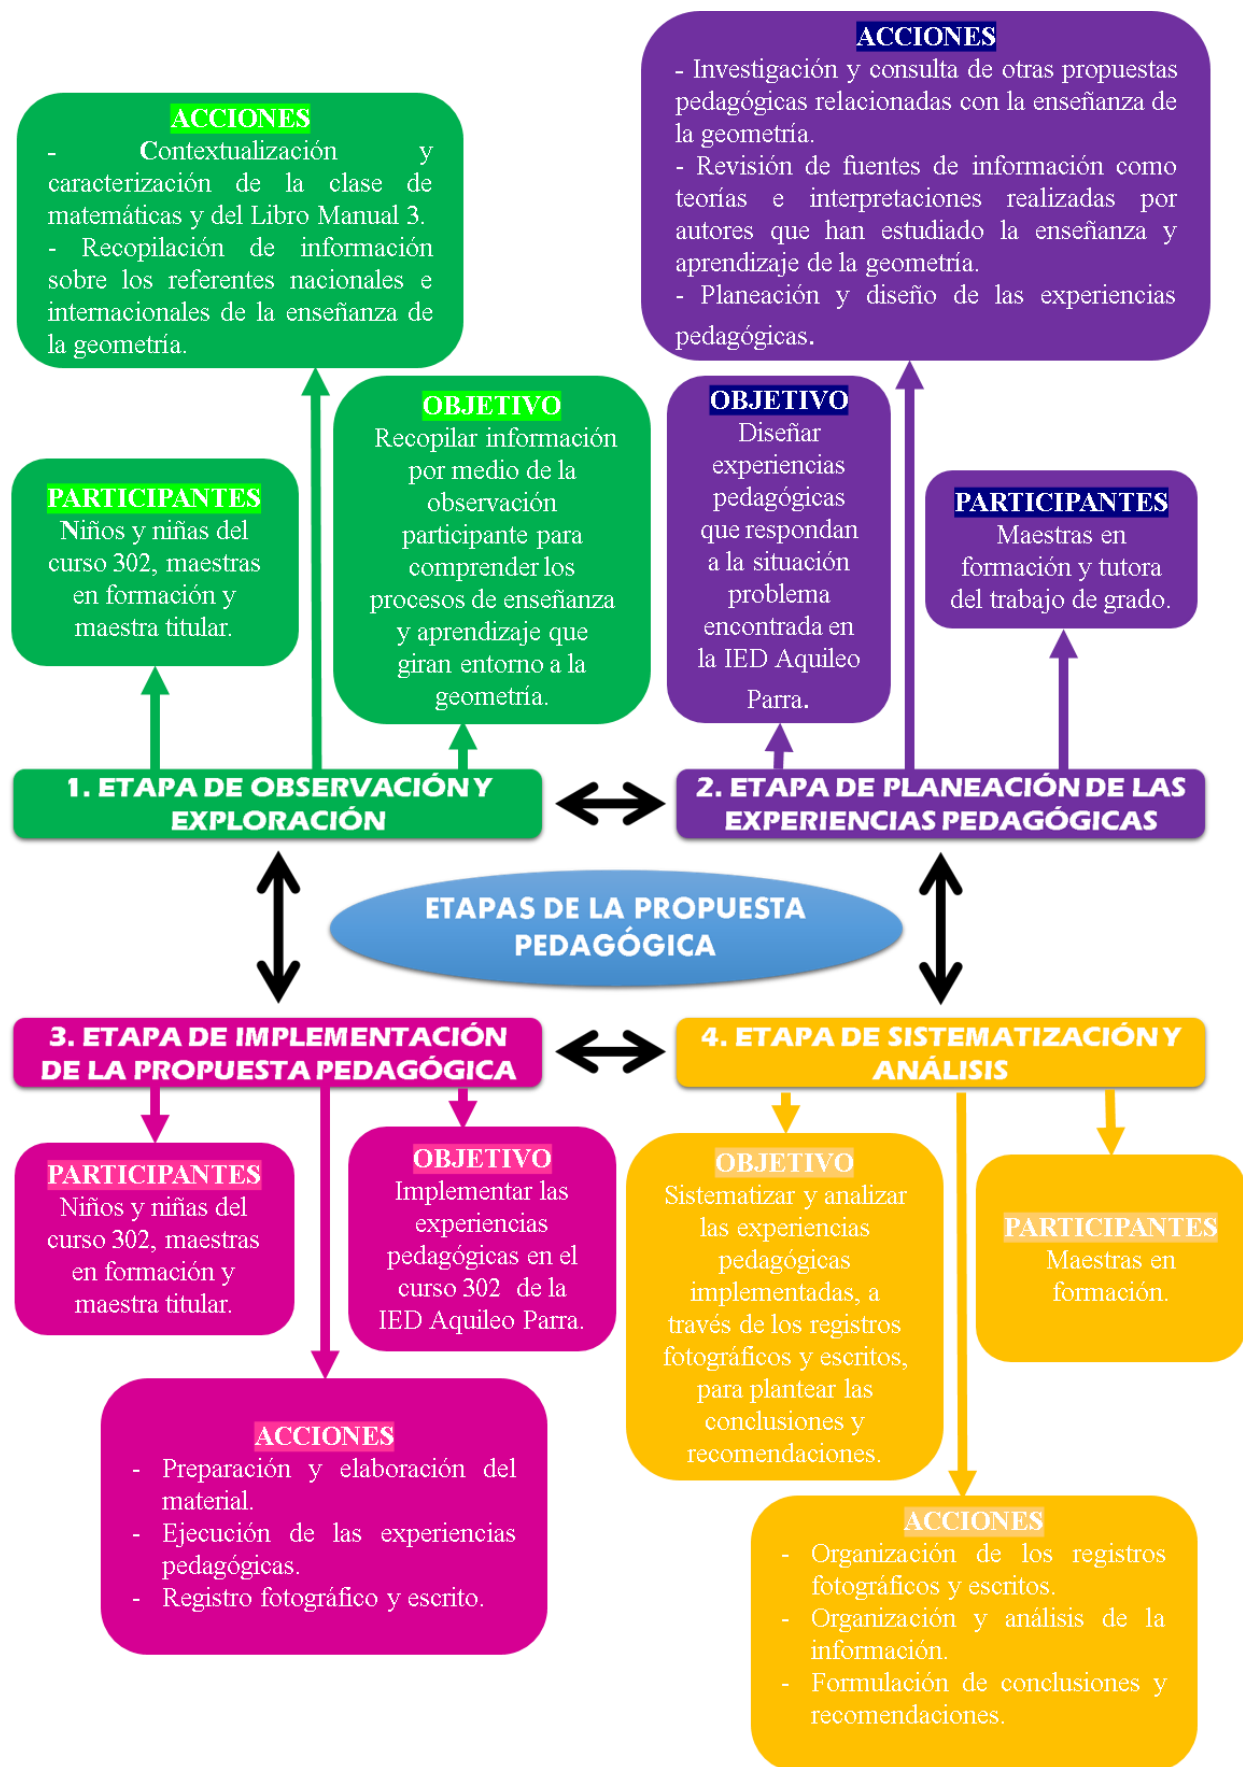 ACCIONES
- Contextualización y
caracterización de la clase de
matemáticas y del Libro Manual 3.
- Recopilación de información
sobre los referentes nacionales e
internacionales de la enseñanza de
la geometría.
ACCIONES
- Investigación y consulta de otras propuestas
pedagógicas relacionadas con la enseñanza de
la geometría.
- Revisión de fuentes de información como
teorías e interpretaciones realizadas por
autores que han estudiado la enseñanza y
aprendizaje de la geometría.
- Planeación y diseño de las experiencias
pedagógicas.
PARTICIPANTES
Niños y niñas del
curso 302, maestras
en formación y
maestra titular.
OBJETIVO
Recopilar información
por medio de la
observación
participante para
comprender los
procesos de enseñanza
y aprendizaje que
giran entorno a la
geometría.
OBJETIVO
Diseñar
experiencias
pedagógicas
que respondan
a la situación
problema
encontrada en
la IED Aquileo
Parra.
PARTICIPANTES
Maestras en
formación y tutora
del trabajo de grado.
1. ETAPA DE OBSERVACIÓN Y
EXPLORACIÓN
2. ETAPA DE PLANEACIÓN DE LAS
EXPERIENCIAS PEDAGÓGICAS
ETAPAS DE LA PROPUESTA
PEDAGÓGICA
3. ETAPA DE IMPLEMENTACIÓN
DE LA PROPUESTA PEDAGÓGICA
4. ETAPA DE SISTEMATIZACIÓN Y
ANÁLISIS
PARTICIPANTES
Niños y niñas del
curso 302, maestras
en formación y
maestra titular.
OBJETIVO
Implementar las
experiencias
pedagógicas en el
curso 302 de la
IED Aquileo Parra.
OBJETIVO
Sistematizar y analizar
las experiencias
pedagógicas
implementadas, a
través de los registros
fotográficos y escritos,
para plantear las
conclusiones y
recomendaciones.
PARTICIPANTES
Maestras en
formación.
ACCIONES
- Preparación y elaboración del
material.
- Ejecución de las experiencias
pedagógicas.
- Registro fotográfico y escrito.
ACCIONES
- Organización de los registros
fotográficos y escritos.
- Organización y análisis de la
información.
- Formulación de conclusiones y
recomendaciones.